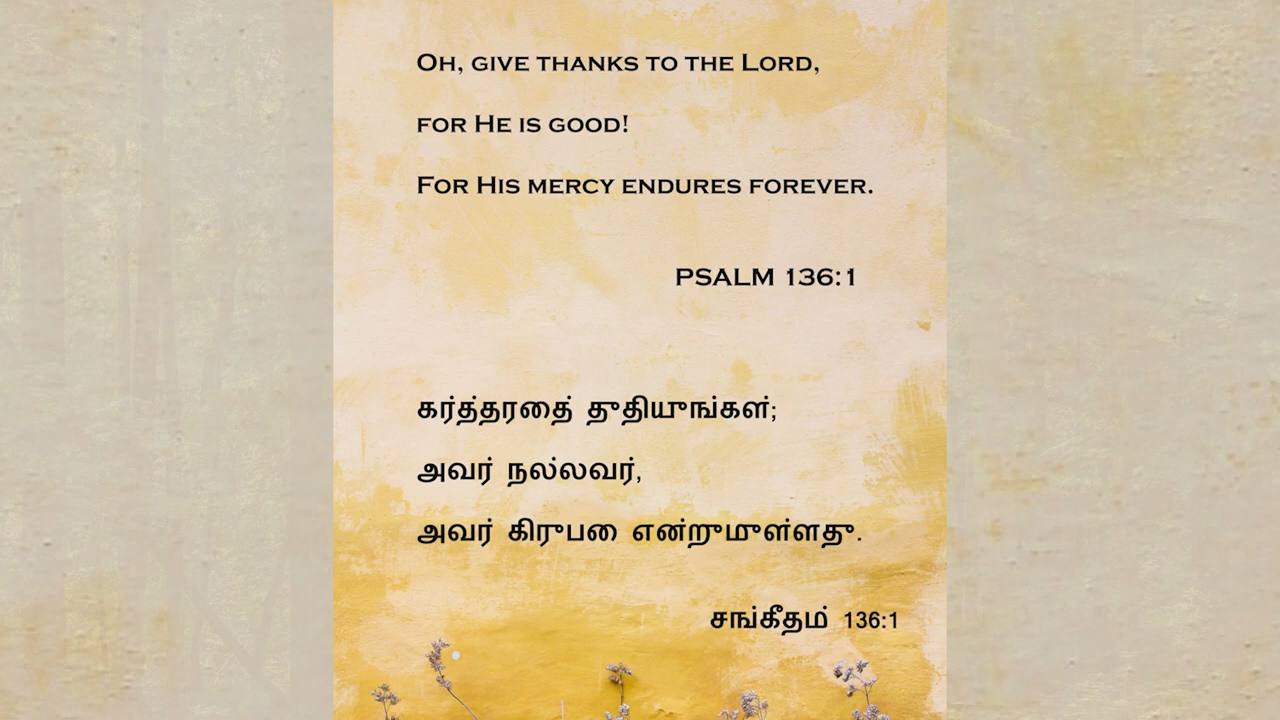 Oh, give thanks to the Lord,
for He is good!
For His mercy endures forever.
PSALM 136:1
கர்த்தரதைை் துதியுங்கள்;
அவர் நல்லவர்,
அவர் கிருபை என்றுமுள்ளது.
சங்கீதம் 136:1